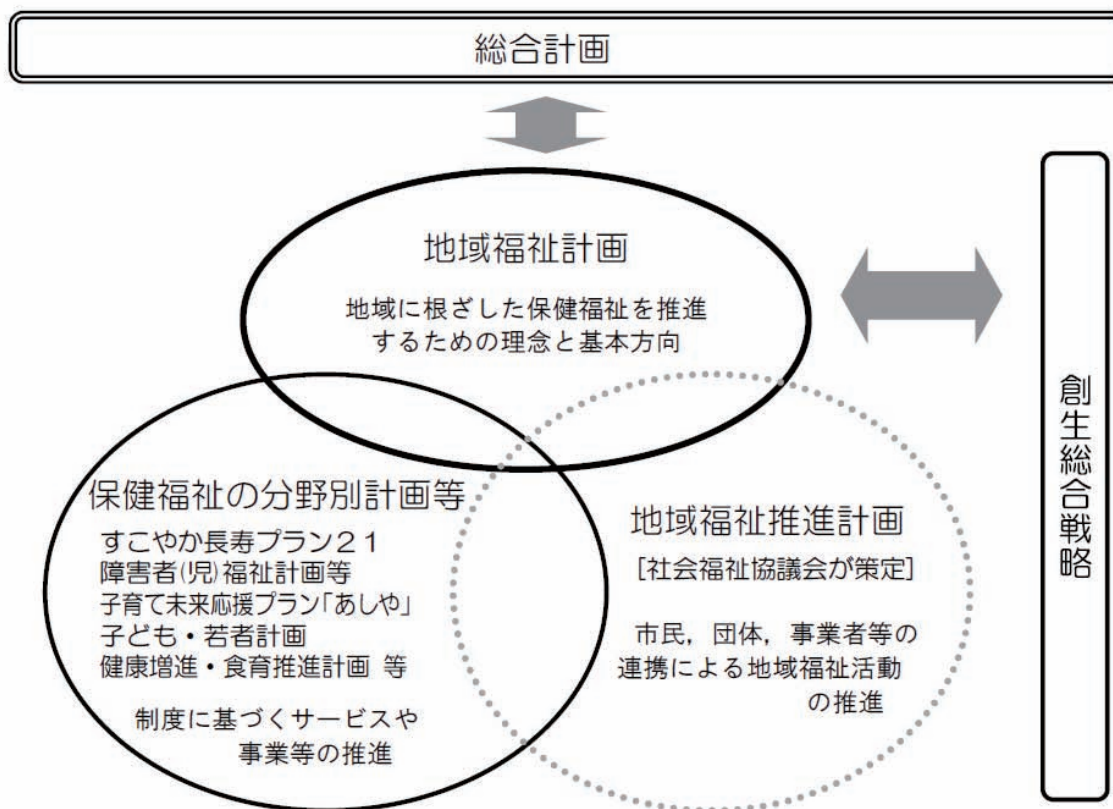 総合計画
地域福祉計画
地域に根ざした保健福祉を推進
するための理念と基本方向
保健福祉の分野別計画等
すこやか長寿プラン21
障害者(児)福祉計画等
子育て未来応援プラン「あしや」
子ども・若者計画
健康増進・食育推進計画 等
制度に基づくサービスや
事業等の推進
地域福祉推進計画
[社会福祉協議会が策定]
市民,団体,事業者等の
連携による地域福祉活動
の推進
創生総合戦略